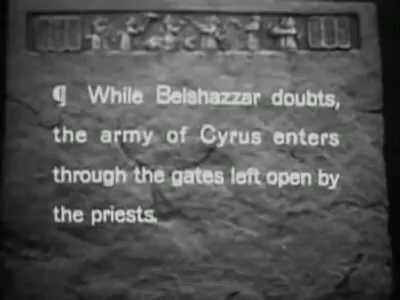 ¶ While Belshazzar doubts,
the army of Cyrus enters
through the gates left open by
the priests.